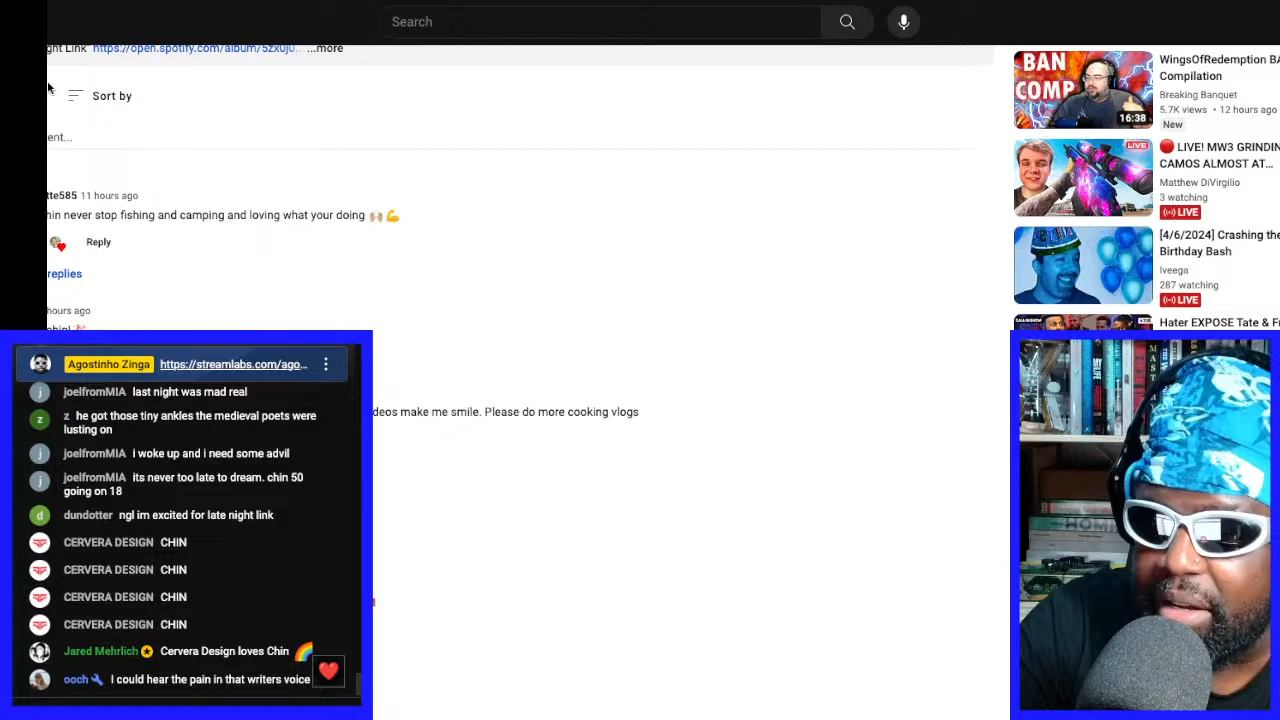 Search
ght Link" https://open.spotify.com/album/5zx0j0... ...more
Sort by
ent...
tte585 11 hours ago
hin never stop fishing and camping and loving what your doing 🙌🏼 💪
Reply
replies
hours ago
deos make me smile. Please do more cooking vlogs
Agostinho Zinga https://streamlabs.com/ago...
joelfromMIA last night was mad real
z he got those tiny ankles the medieval poets were
lusting on
joelfromMIA i woke up and i need some advil
joelfromMIA its never too late to dream. chin 50
going on 18
dundotter ngl im excited for late night link
CERVERA DESIGN CHIN
CERVERA DESIGN CHIN
CERVERA DESIGN CHIN
CERVERA DESIGN CHIN
Jared Mehrlich Cervera Design loves Chin 🌈
ooch I could hear the pain in that writers voice
BAN
COMP
16:38
WingsOfRedemption BA
Compilation
Breaking Banquet
5.7K views • 12 hours ago
New
LIVE
🔴 LIVE! MW3 GRINDIN
CAMOS ALMOST AT...
Matthew DiVirgilio
3 watching
LIVE
[4/6/2024] Crashing the
Birthday Bash
Iveega
287 watching
LIVE
Hater EXPOSE Tate & Fr